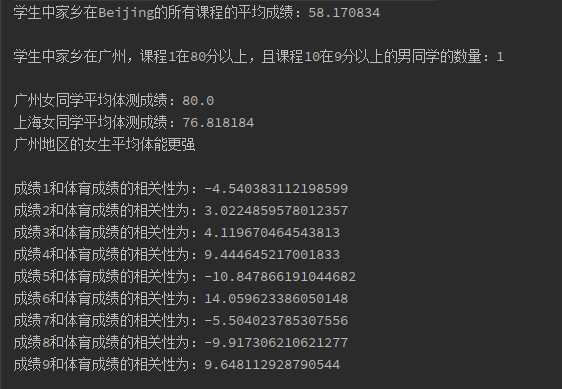 学生中家乡在Beijing的所有课程的平均成绩：58.170834
学生中家乡在广州，课程1在80分以上，且课程10在9分以上的男同学的数量：1
广州女同学平均体测成绩：80.0
上海女同学平均体测成绩：76.818184
广州地区的女生平均体能更强
成绩1和体育成绩的相关性为：-4.540383112198599
成绩2和体育成绩的相关性为：3.0224859578012357
成绩3和体育成绩的相关性为：4.119670464543813
成绩4和体育成绩的相关性为：9.444645217001833
成绩5和体育成绩的相关性为：-10.847866191044682
成绩6和体育成绩的相关性为：14.059623386050148
成绩7和体育成绩的相关性为：-5.504023785307556
成绩8和体育成绩的相关性为：-9.917306210621277
成绩9和体育成绩的相关性为：9.648112928790544